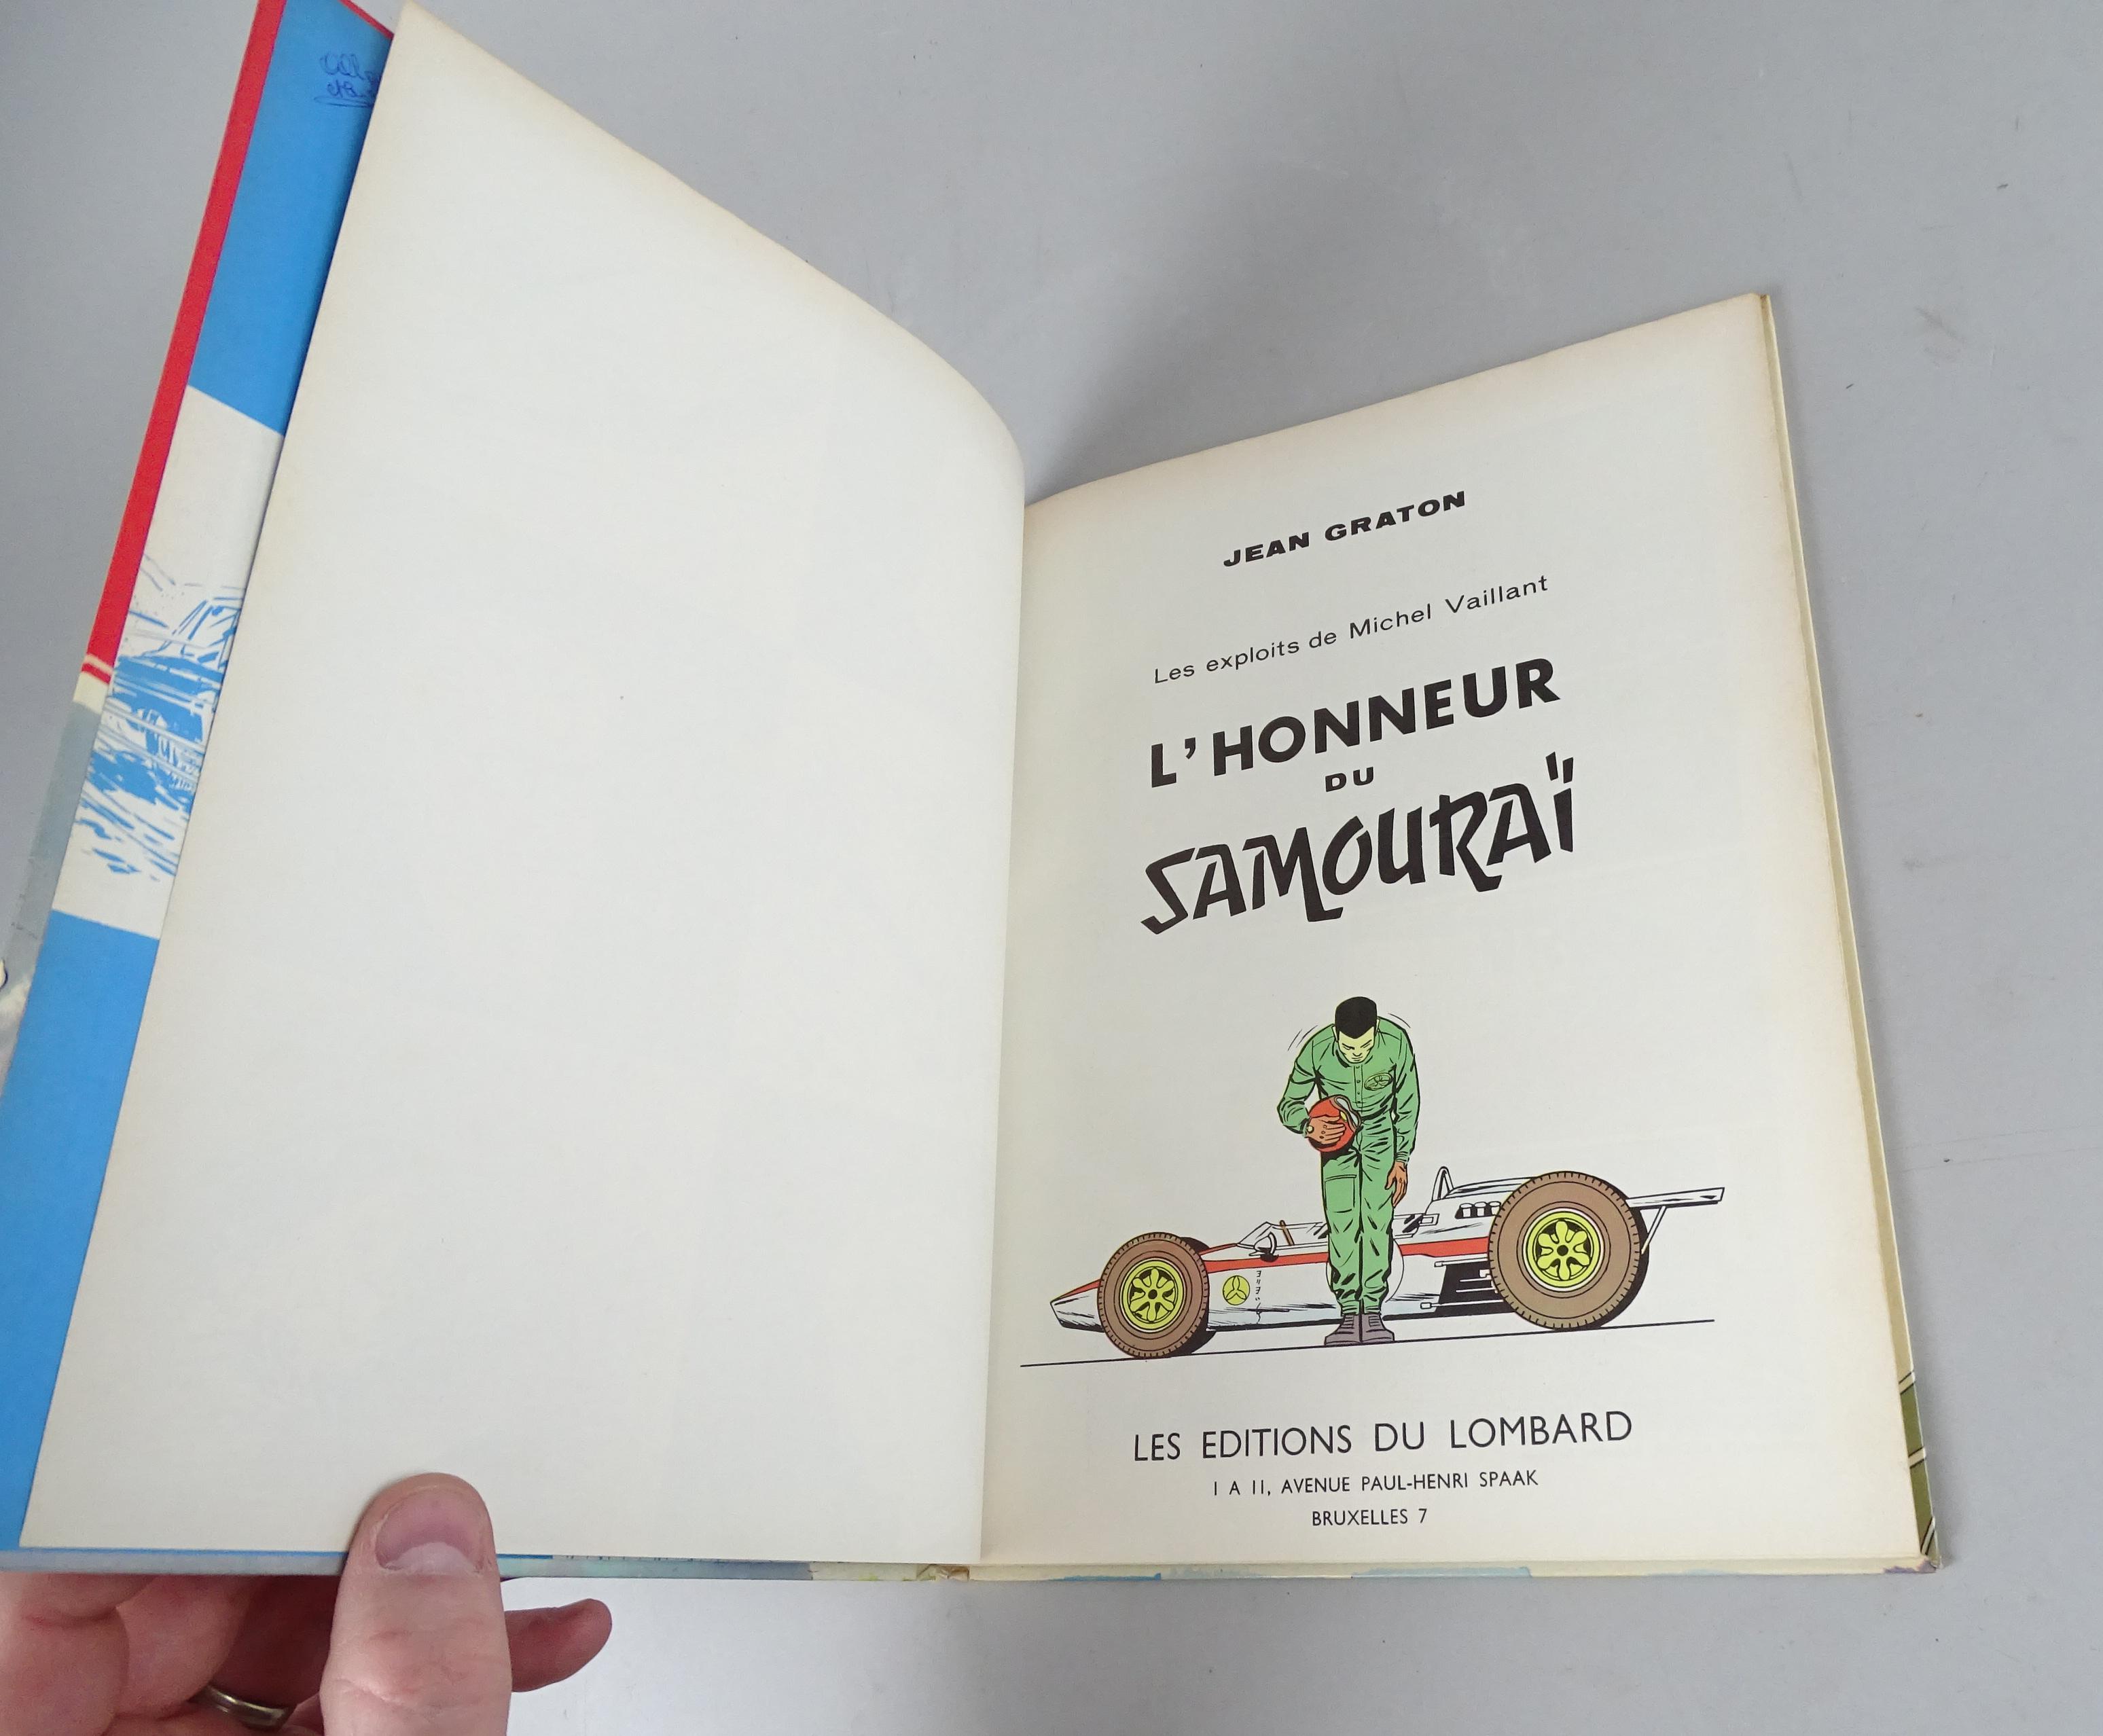 JEAN GRATON
Les exploits de Michel Vaillant
L'HONNEUR
DU
SAMOURAÏ
LES EDITIONS DU LOMBARD
1 A 11, AVENUE PAUL-HENRI SPAAK
BRUXELLES 7